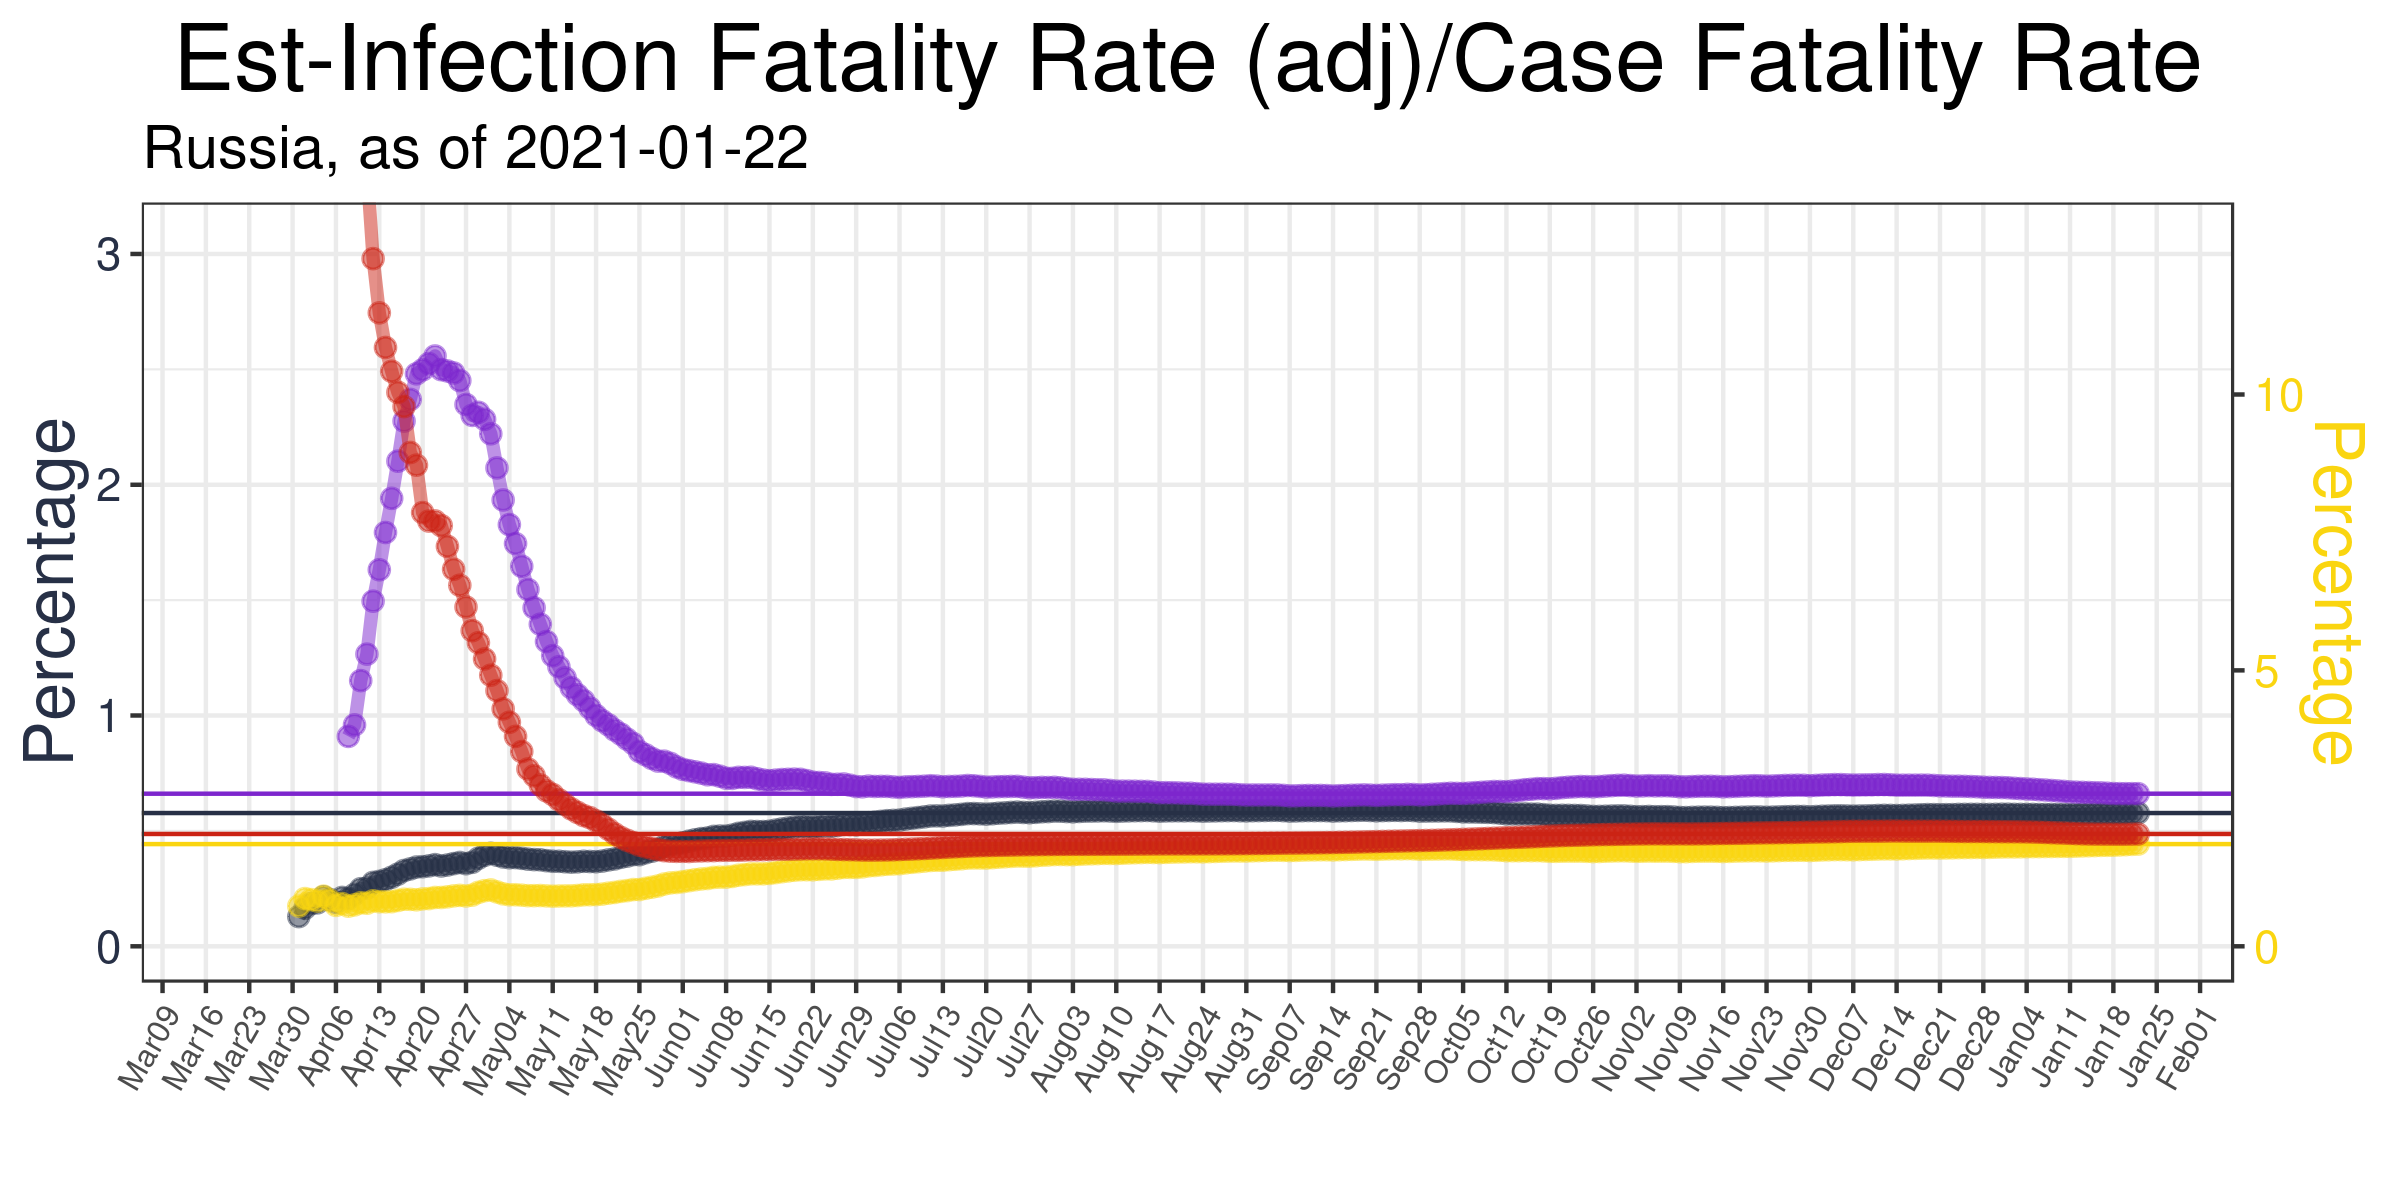 Est-Infection Fatality Rate (adj)/Case Fatality Rate
Russia, as of 2021-01-22
Percentage
3
2
1
0
10
5
0
Percentage
Mar09
Mar16
Mar23
Mar30
Apr06
Apr13
Apr20
Apr27
May04
May11
May18
May25
Jun01
Jun08
Jun15
Jun22
Jun29
Jul06
Jul13
Jul20
Jul27
Aug03
Aug10
Aug17
Aug24
Aug31
Sep07
Sep14
Sep21
Sep28
Oct05
Oct12
Oct19
Oct26
Nov02
Nov09
Nov16
Nov23
Nov30
Dec07
Dec14
Dec21
Dec28
Jan04
Jan11
Jan18
Jan25
Feb01